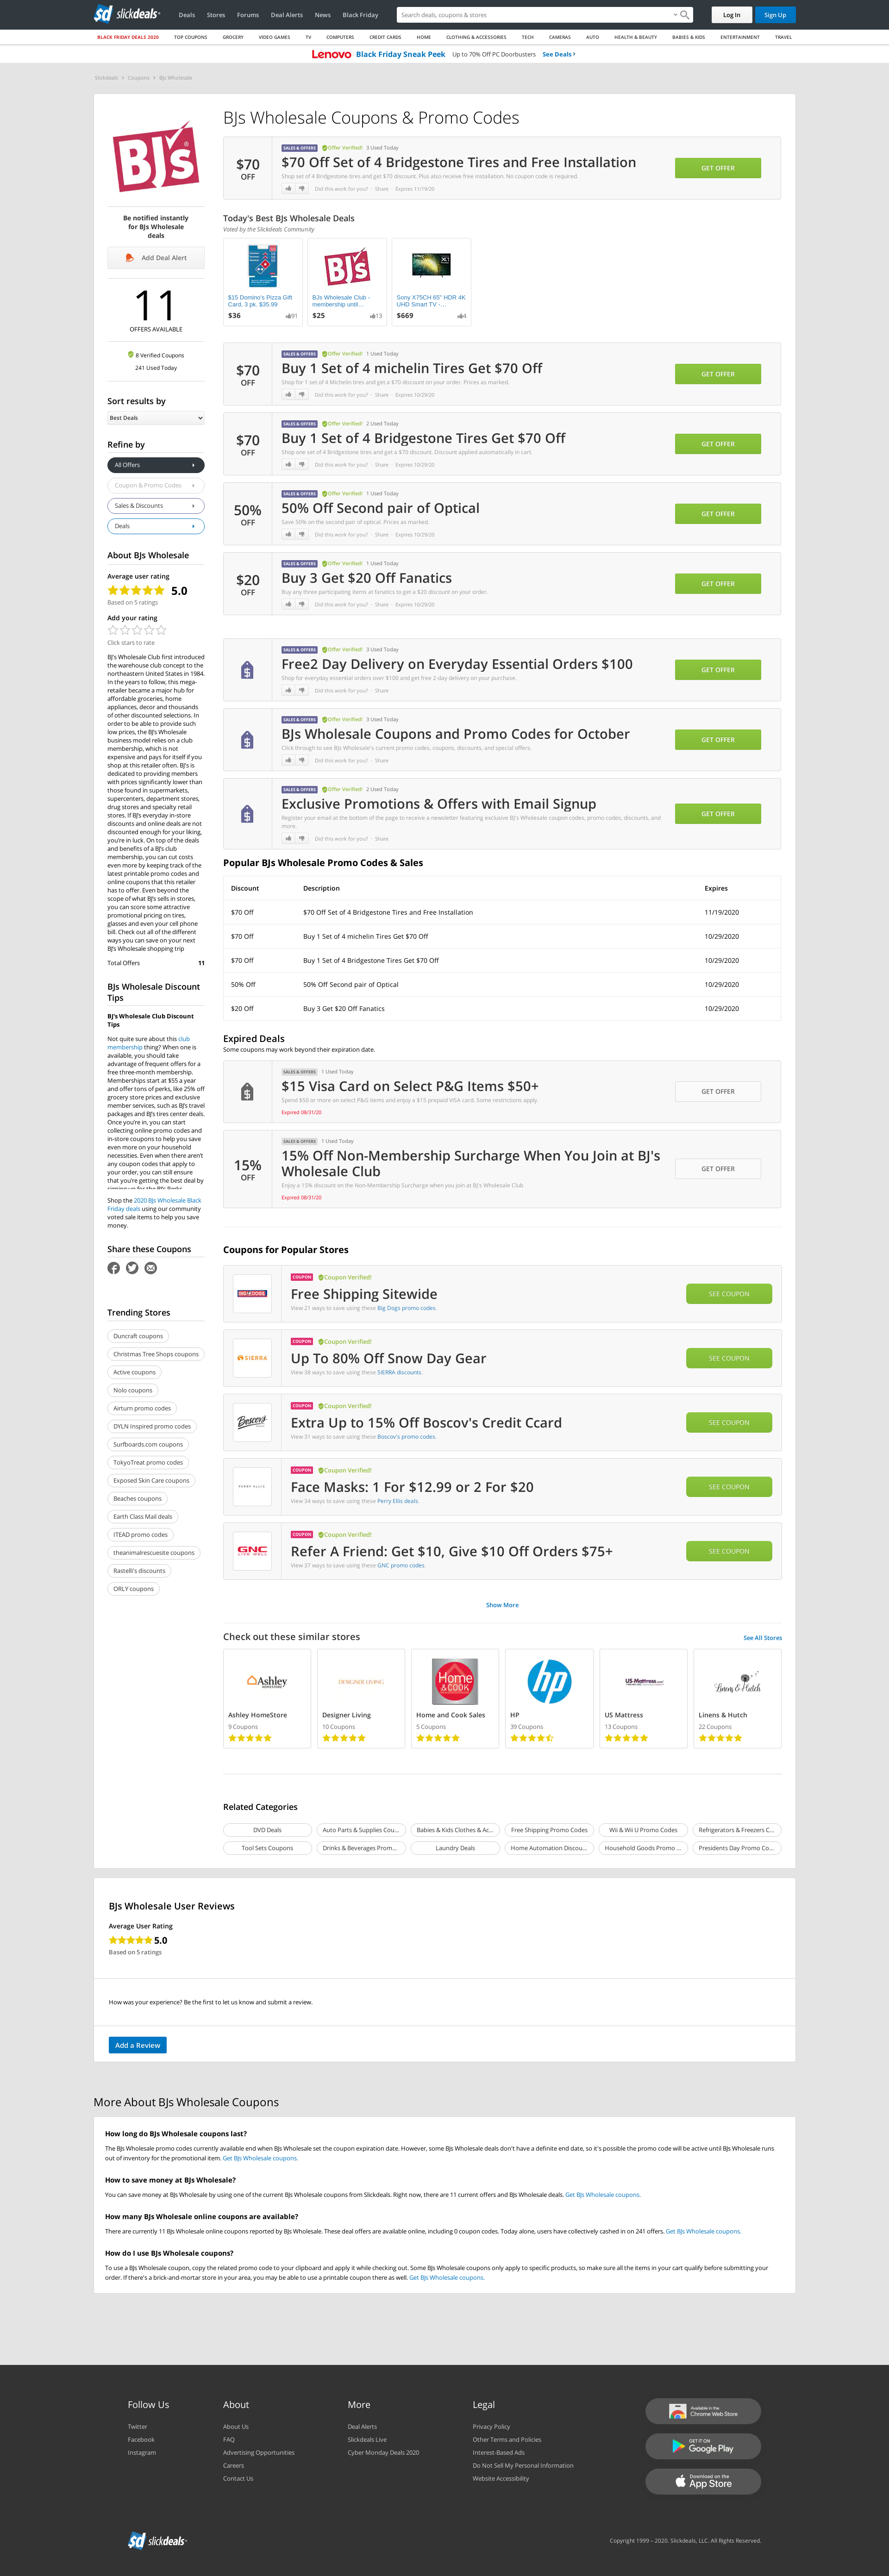 slickdeals
Deals Stores Forums Deal Alerts News Black Friday
Search deals, coupons & stores
Log In Sign Up
BLACK FRIDAY DEALS 2020 TOP COUPONS GROCERY VIDEO GAMES TV COMPUTERS CREDIT CARDS HOME CLOTHING & ACCESSORIES TECH CAMERAS AUTO HEALTH & BEAUTY BABIES & KIDS ENTERTAINMENT TRAVEL
Lenovo Black Friday Sneak Peek Up to 70% Off PC Doorbusters See Deals
Slickdeals > Coupons > BJs Wholesale
BJ's
Be notified instantly
for BJs Wholesale
deals
Add Deal Alert
11
OFFERS AVAILABLE
8 Verified Coupons
241 Used Today
Sort results by
Best Deals
Refine by
All Offers
Coupon & Promo Codes
Sales & Discounts
Deals
About BJs Wholesale
Average user rating
5.0
Based on 5 ratings
Add your rating
Click stars to rate
BJ's Wholesale Club first introduced
the warehouse club concept to the
northeastern United States in 1984.
In the years to follow, this mega-
retailer became a major hub for
affordable groceries, home
appliances, decor and thousands
of other discounted selections. In
order to be able to provide such
low prices, the BJ's Wholesale
business model relies on a club
membership, which is not
expensive and pays for itself if you
shop at this retailer often. BJ's is
dedicated to providing members
with prices significantly lower than
those found in supermarkets,
supercenters, department stores,
drug stores and specialty retail
stores. If BJ's everyday in-store
discounts and online deals are not
discounted enough for your liking,
you're in luck. On top of the deals
and benefits of a BJ's club
membership, you can cut costs
even more by keeping track of the
latest printable promo codes and
online coupons that this retailer
has to offer. Even beyond the
scope of what BJ's sells in stores,
you can score some attractive
promotional pricing on tires,
glasses and even your cell phone
bill. Check out all of the different
ways you can save on your next
BJ's Wholesale shopping trip
Total Offers 11
BJs Wholesale Discount
Tips
BJ's Wholesale Club Discount
Tips
Not quite sure about this club
membership thing? When one is
available, you should take
advantage of frequent offers for a
free three-month membership.
Memberships start at $55 a year
and offer tons of perks, like 25% off
grocery store prices and exclusive
member services, such as BJ's travel
packages and BJ's tires center deals.
Once you're in, you can start
collecting online promo codes and
in-store coupons to help you save
even more on your household
necessities. Even when there aren't
any coupon codes that apply to
your order, you can still ensure
that you're getting the best deal by
Shop the 2020 BJs Wholesale Black
Friday deals using our community
voted sale items to help you save
money.
Share these Coupons
Trending Stores
Duncraft coupons
Christmas Tree Shops coupons
Active coupons
Nolo coupons
Airturn promo codes
DYLN Inspired promo codes
Surfboards.com coupons
TokyoTreat promo codes
Exposed Skin Care coupons
Beaches coupons
Earth Class Mail deals
ITEAD promo codes
theanimalrescuesite coupons
Rastelli's discounts
ORLY coupons
BJs Wholesale Coupons & Promo Codes
$70 OFF
SALES & OFFERS Offer Verified! 3 Used Today
$70 Off Set of 4 Bridgestone Tires and Free Installation
Shop set of 4 Bridgestone tires and get $70 discount. Plus also receive free installation. No coupon code is required.
Did this work for you? · Share · Expires 11/19/20
GET OFFER
Today's Best BJs Wholesale Deals
Voted by the Slickdeals Community
$15 Domino's Pizza Gift
Card, 3 pk. $35.99
$36 91
BJ's
BJs Wholesale Club -
membership until...
$25 13
Sony X75CH 65" HDR 4K
UHD Smart TV -...
$669 4
$70 OFF
SALES & OFFERS Offer Verified! 1 Used Today
Buy 1 Set of 4 michelin Tires Get $70 Off
Shop for 1 set of 4 Michelin tires and get a $70 discount on your order. Prices as marked.
Did this work for you? · Share · Expires 10/29/20
GET OFFER
$70 OFF
SALES & OFFERS Offer Verified! 2 Used Today
Buy 1 Set of 4 Bridgestone Tires Get $70 Off
Shop one set of 4 Bridgestone tires and get a $70 discount. Discount applied automatically in cart.
Did this work for you? · Share · Expires 10/29/20
GET OFFER
50% OFF
SALES & OFFERS Offer Verified! 1 Used Today
50% Off Second pair of Optical
Save 50% on the second pair of optical. Prices as marked.
Did this work for you? · Share · Expires 10/29/20
GET OFFER
$20 OFF
SALES & OFFERS Offer Verified! 1 Used Today
Buy 3 Get $20 Off Fanatics
Buy any three participating items at fanatics to get a $20 discount on your order.
Did this work for you? · Share · Expires 10/29/20
GET OFFER
SALES & OFFERS Offer Verified! 3 Used Today
Free2 Day Delivery on Everyday Essential Orders $100
Shop for everyday essential orders over $100 and get free 2-day delivery on your purchase.
Did this work for you? · Share
GET OFFER
SALES & OFFERS Offer Verified! 3 Used Today
BJs Wholesale Coupons and Promo Codes for October
Click through to see BJs Wholesale's current promo codes, coupons, discounts, and special offers.
Did this work for you? · Share
GET OFFER
SALES & OFFERS Offer Verified! 2 Used Today
Exclusive Promotions & Offers with Email Signup
Register your email at the bottom of the page to receive a newsletter featuring exclusive BJ's Wholesale coupon codes, promo codes, discounts, and
more.
Did this work for you? · Share
GET OFFER
Popular BJs Wholesale Promo Codes & Sales
Discount Description Expires
$70 Off $70 Off Set of 4 Bridgestone Tires and Free Installation 11/19/2020
$70 Off Buy 1 Set of 4 michelin Tires Get $70 Off 10/29/2020
$70 Off Buy 1 Set of 4 Bridgestone Tires Get $70 Off 10/29/2020
50% Off 50% Off Second pair of Optical 10/29/2020
$20 Off Buy 3 Get $20 Off Fanatics 10/29/2020
Expired Deals
Some coupons may work beyond their expiration date.
SALES & OFFERS 1 Used Today
$15 Visa Card on Select P&G Items $50+
Spend $50 or more on select P&G items and enjoy a $15 prepaid VISA card. Some restrictions apply.
Expired 08/31/20
GET OFFER
15% OFF
SALES & OFFERS 1 Used Today
15% Off Non-Membership Surcharge When You Join at BJ's
Wholesale Club
Enjoy a 15% discount on the Non-Membership Surcharge when you join at BJ's Wholesale Club
Expired 08/31/20
GET OFFER
Coupons for Popular Stores
BIG DOGS
COUPON Coupon Verified!
Free Shipping Sitewide
View 21 ways to save using these Big Dogs promo codes.
SEE COUPON
SIERRA
COUPON Coupon Verified!
Up To 80% Off Snow Day Gear
View 38 ways to save using these SIERRA discounts.
SEE COUPON
Boscov's
COUPON Coupon Verified!
Extra Up to 15% Off Boscov's Credit Ccard
View 31 ways to save using these Boscov's promo codes.
SEE COUPON
PERRY ELLIS
COUPON Coupon Verified!
Face Masks: 1 For $12.99 or 2 For $20
View 34 ways to save using these Perry Ellis deals.
SEE COUPON
GNC
LIVE WELL
COUPON Coupon Verified!
Refer A Friend: Get $10, Give $10 Off Orders $75+
View 37 ways to save using these GNC promo codes.
SEE COUPON
Show More
Check out these similar stores See All Stores
Ashley HOMESTORE
Ashley HomeStore
9 Coupons
DESIGNER LIVING
Designer Living
10 Coupons
Home & COOK
Home and Cook Sales
5 Coupons
hp
HP
39 Coupons
US-Mattress.com
US Mattress
13 Coupons
Linens & Hutch
Linens & Hutch
22 Coupons
Related Categories
DVD Deals Auto Parts & Supplies Cou... Babies & Kids Clothes & Ac... Free Shipping Promo Codes Wii & Wii U Promo Codes Refrigerators & Freezers C...
Tool Sets Coupons Drinks & Beverages Prom... Laundry Deals Home Automation Discou... Household Goods Promo ... Presidents Day Promo Co...
BJs Wholesale User Reviews
Average User Rating
5.0
Based on 5 ratings
How was your experience? Be the first to let us know and submit a review.
Add a Review
More About BJs Wholesale Coupons
How long do BJs Wholesale coupons last?
The BJs Wholesale promo codes currently available end when BJs Wholesale set the coupon expiration date. However, some BJs Wholesale deals don't have a definite end date, so it's possible the promo code will be active until BJs Wholesale runs
out of inventory for the promotional item. Get BJs Wholesale coupons.
How to save money at BJs Wholesale?
You can save money at BJs Wholesale by using one of the current BJs Wholesale coupons from Slickdeals. Right now, there are 11 current offers and BJs Wholesale deals. Get BJs Wholesale coupons.
How many BJs Wholesale online coupons are available?
There are currently 11 BJs Wholesale online coupons reported by BJs Wholesale. These deal offers are available online, including 0 coupon codes. Today alone, users have collectively cashed in on 241 offers. Get BJs Wholesale coupons.
How do I use BJs Wholesale coupons?
To use a BJs Wholesale coupon, copy the related promo code to your clipboard and apply it while checking out. Some BJs Wholesale coupons only apply to specific products, so make sure all the items in your cart qualify before submitting your
order. If there's a brick-and-mortar store in your area, you may be able to use a printable coupon there as well. Get BJs Wholesale coupons.
Follow Us
Twitter
Facebook
Instagram
About
About Us
FAQ
Advertising Opportunities
Careers
Contact Us
More
Deal Alerts
Slickdeals Live
Cyber Monday Deals 2020
Legal
Privacy Policy
Other Terms and Policies
Interest-Based Ads
Do Not Sell My Personal Information
Website Accessibility
Available in the
Chrome Web Store
GET IT ON
Google Play
Download on the
App Store
slickdeals
Copyright 1999 – 2020. Slickdeals, LLC. All Rights Reserved.